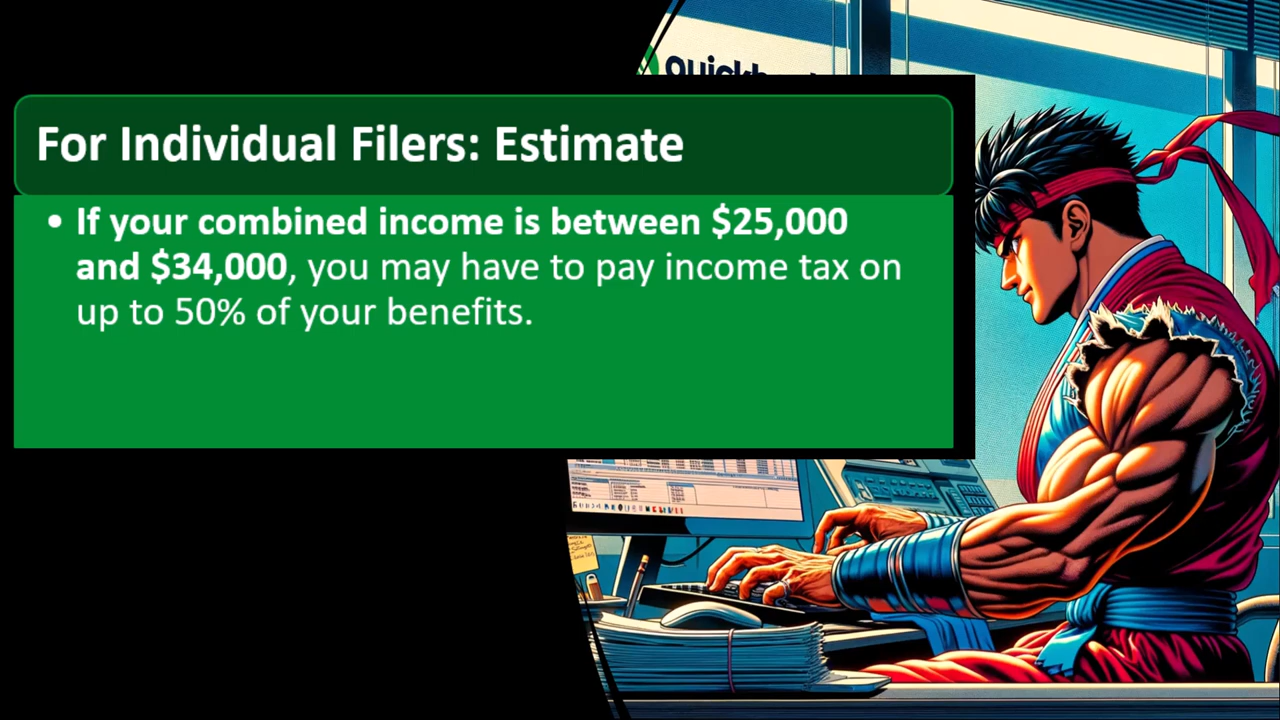 For Individual Filers: Estimate
• If your combined income is between $25,000
and $34,000, you may have to pay income tax on
up to 50% of your benefits.